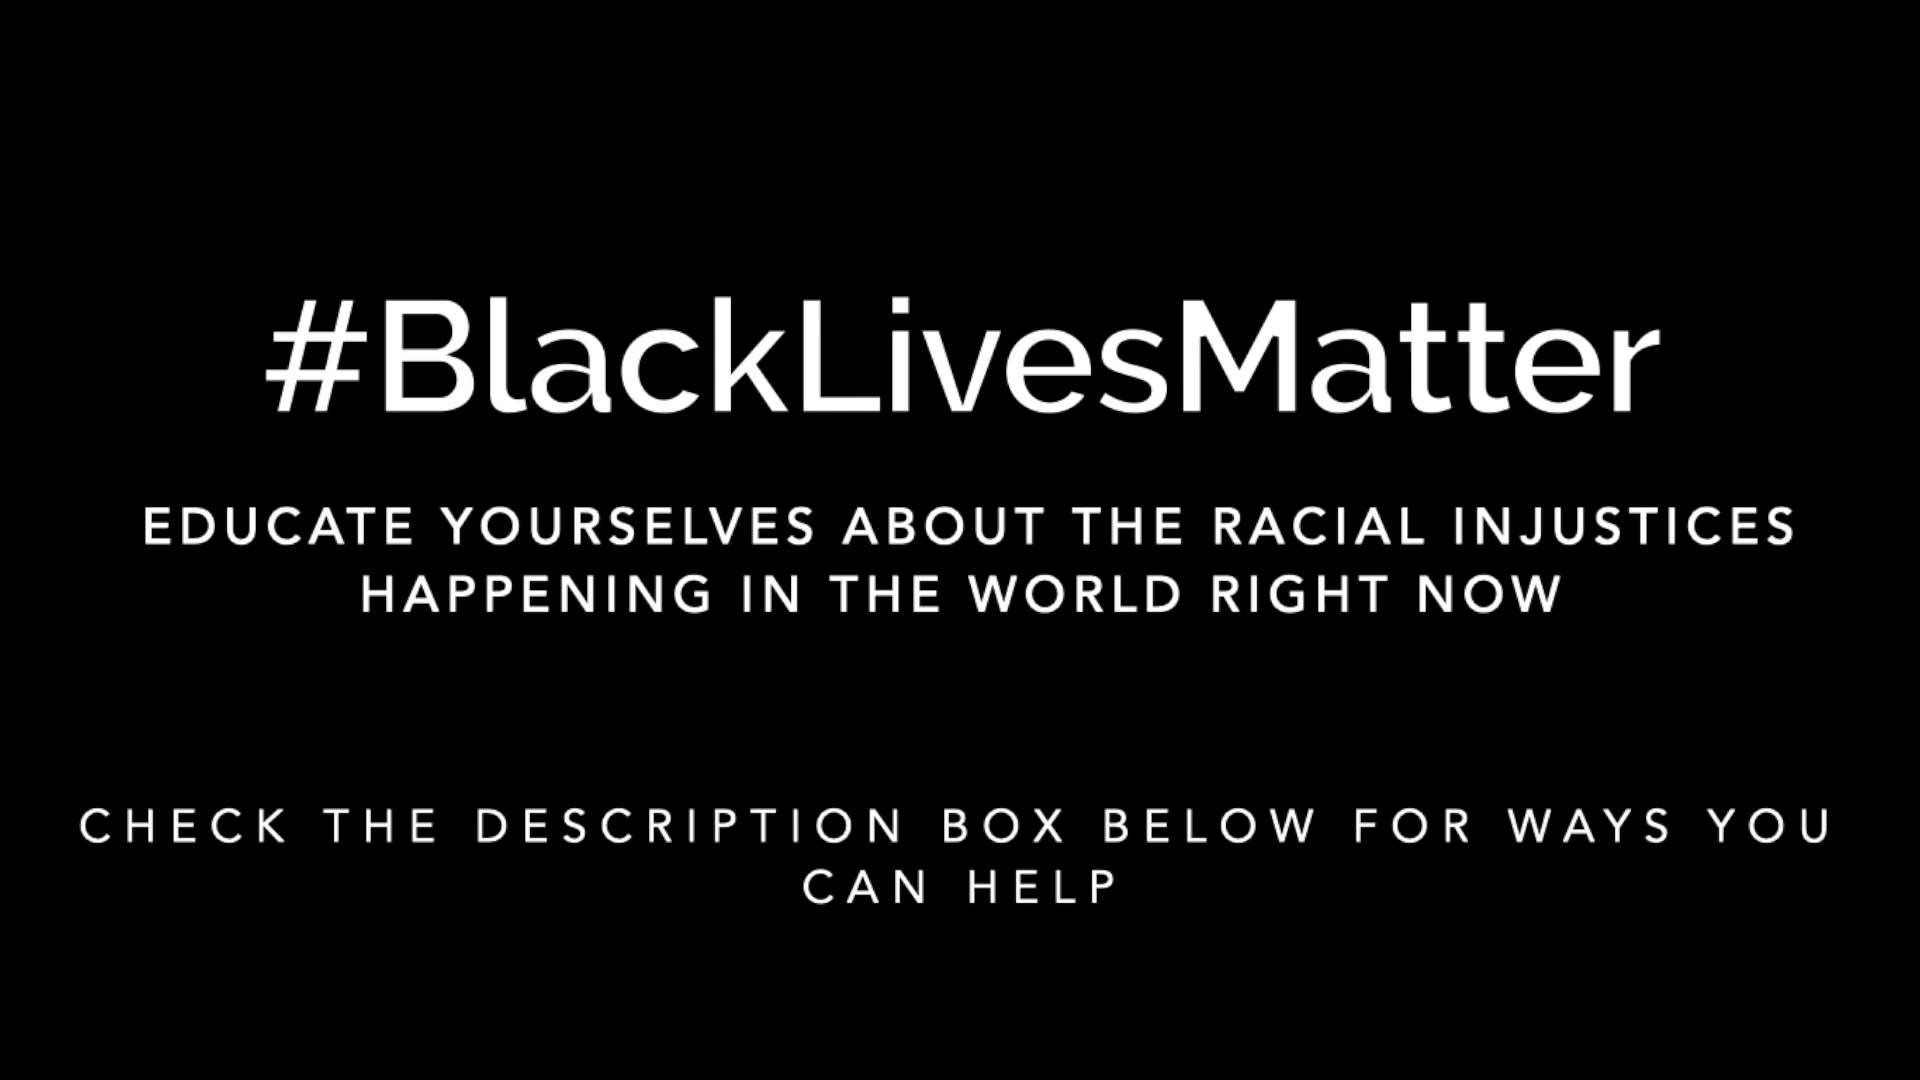 #BlackLivesMatter
EDUCATE YOURSELVES ABOUT THE RACIAL INJUSTICES
HAPPENING IN THE WORLD RIGHT NOW
CHECK THE DESCRIPTION BOX BELOW FOR WAYS YOU
CAN HELP